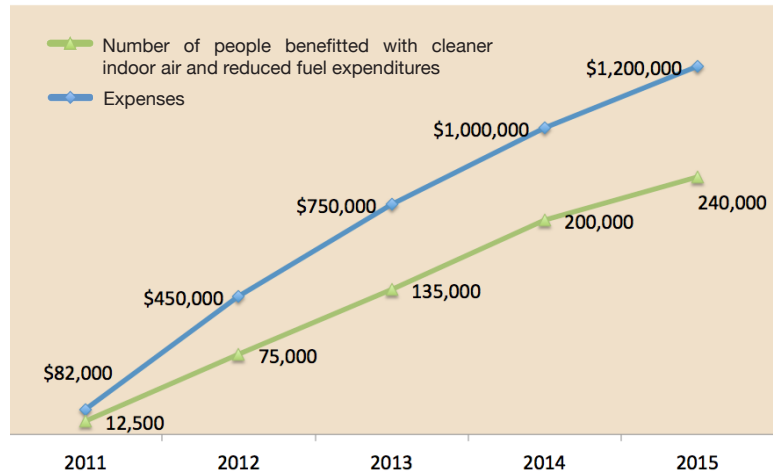 Number of people benefitted with cleaner
indoor air and reduced fuel expenditures
Expenses
$1,200,000
$1,000,000
$750,000
240,000
200,000
$450,000
135,000
75,000
$82,000
12,500
2011 2012 2013 2014 2015